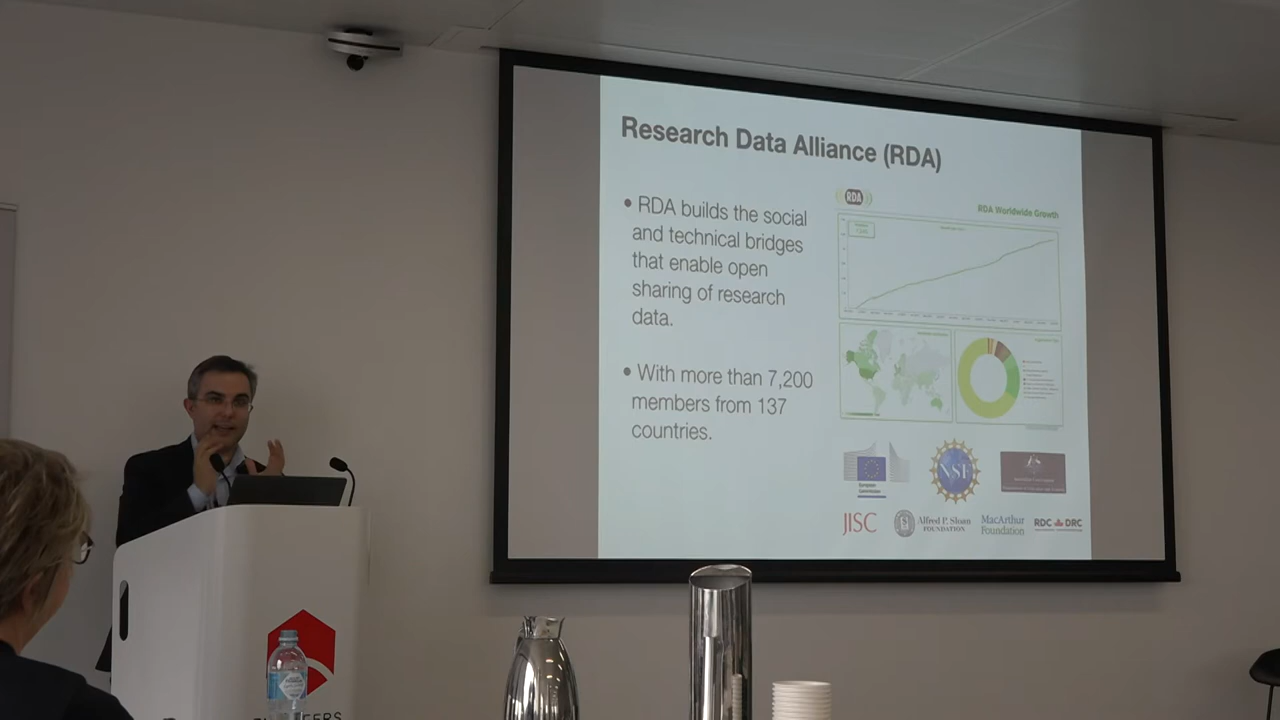 Research Data Alliance (RDA)
• RDA builds the social
and technical bridges
that enable open
sharing of research
data.
• With more than 7,200
members from 137
countries.
RDA
RDA Worldwide Growth
European
Commission
NSF
JISC
Alfred P. Sloan
FOUNDATION
MacArthur
Foundation
RDC DRC